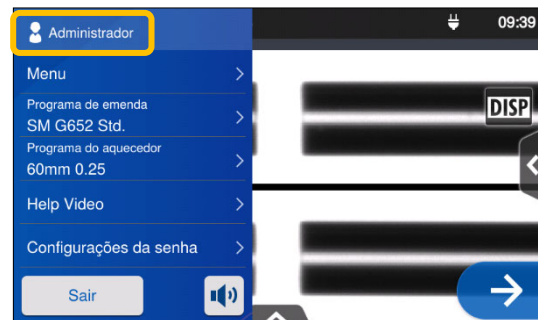 Administrador
09:39
Menu
Programa de emenda
SM G652 Std.
DISP
Programa do aquecedor
60mm 0.25
Help Video
Configurações da senha
Sair